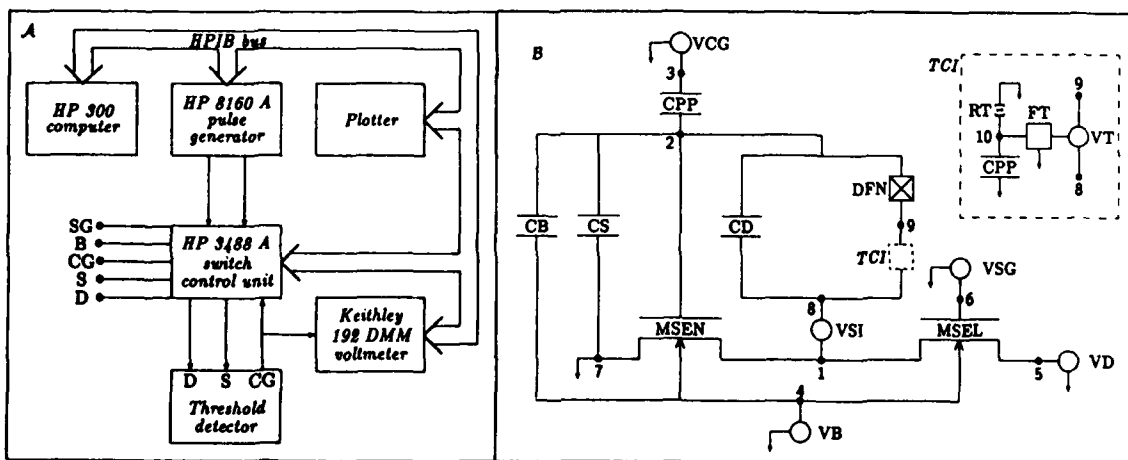 A
HPIB bus
HP 300
computer
HP 8160 A
pulse
generator
Plotter
SG
B
CG
S
D
HP 3488 A
switch
control unit
Keithley
192 DMM
voltmeter
D S CG
Threshold
detector
B
VCG
3
CPP
2
CB
CS
CD
DFN
9
TCI
8
VSI
MSEN
7
1
VSG
6
MSEL
5
VD
4
VB
TCI
RT
FT
9
10
VT
CPP
8